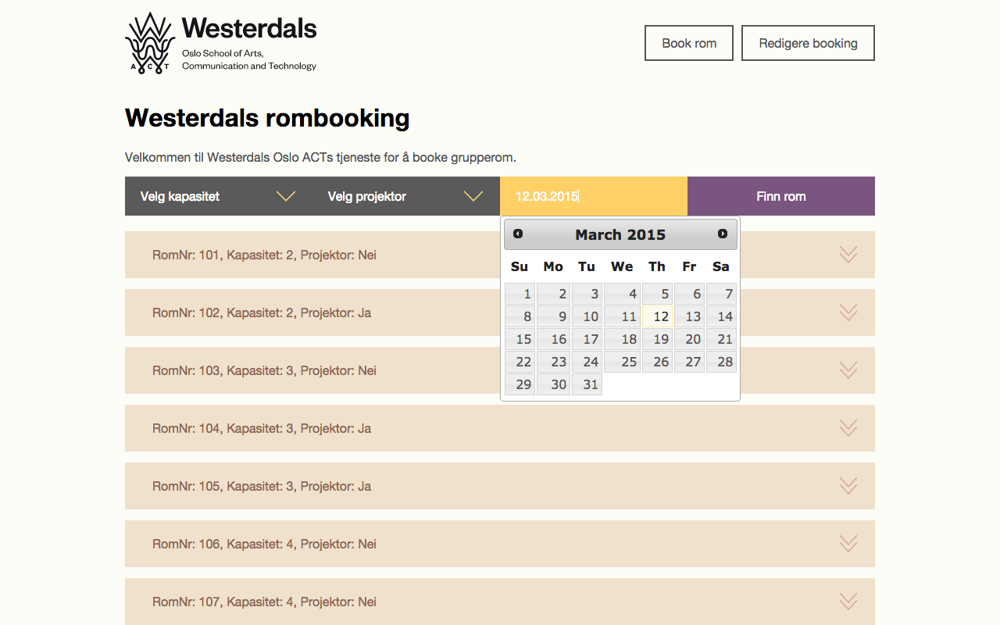 Westerdals
Oslo School of Arts,
Communication and Technology
A C T
Book rom
Redigere booking
Westerdals rombooking
Velkommen til Westerdals Oslo ACTs tjeneste for å booke grupperom.
Velg kapasitet
Velg projektor
12.03.2015
Finn rom
March 2015
Su Mo Tu We Th Fr Sa
1 2 3 4 5 6 7
8 9 10 11 12 13 14
15 16 17 18 19 20 21
22 23 24 25 26 27 28
29 30 31
RomNr: 101, Kapasitet: 2, Projektor: Nei
RomNr: 102, Kapasitet: 2, Projektor: Ja
RomNr: 103, Kapasitet: 3, Projektor: Nei
RomNr: 104, Kapasitet: 3, Projektor: Ja
RomNr: 105, Kapasitet: 3, Projektor: Ja
RomNr: 106, Kapasitet: 4, Projektor: Nei
RomNr: 107, Kapasitet: 4, Projektor: Nei